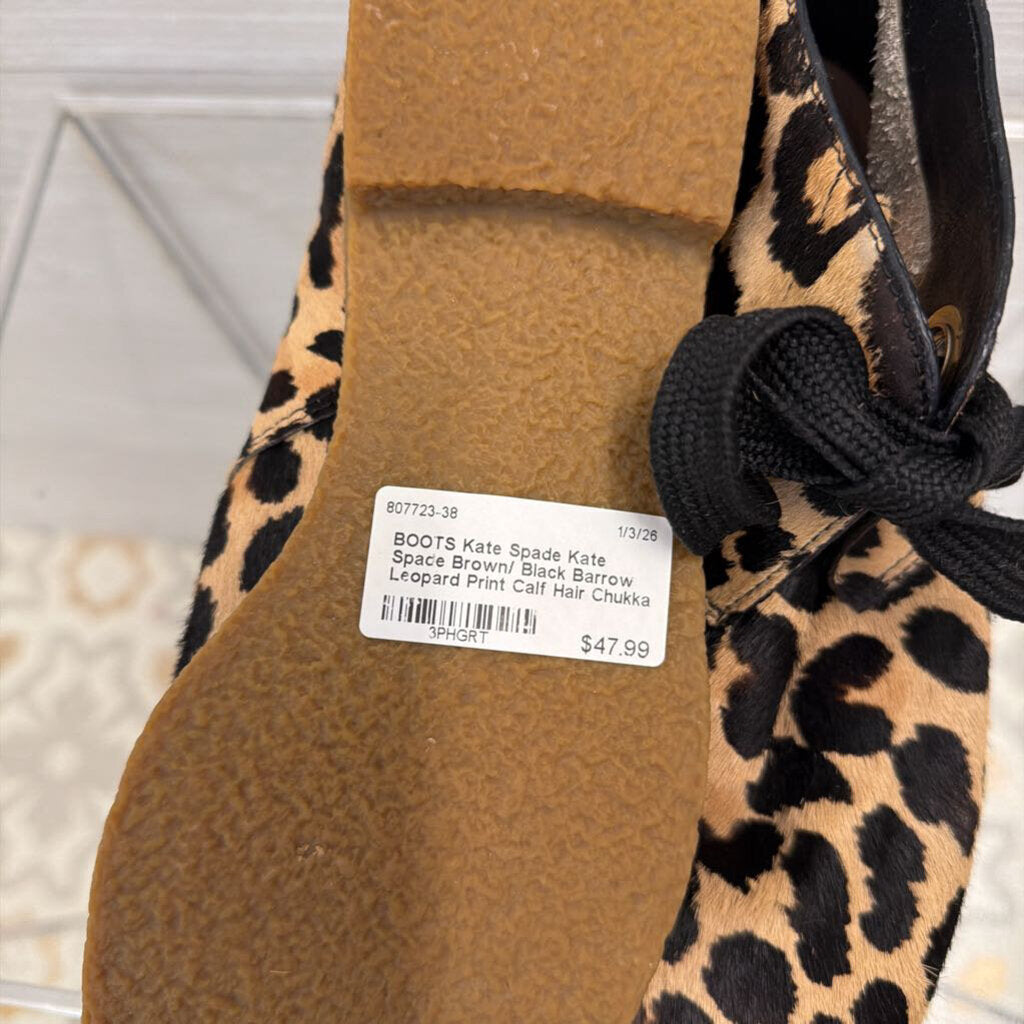 807723-38
1/3/26
BOOTS Kate Spade Kate
Spade Brown/ Black Barrow
Leopard Print Calf Hair Chukka
3PHGRT
$47.99